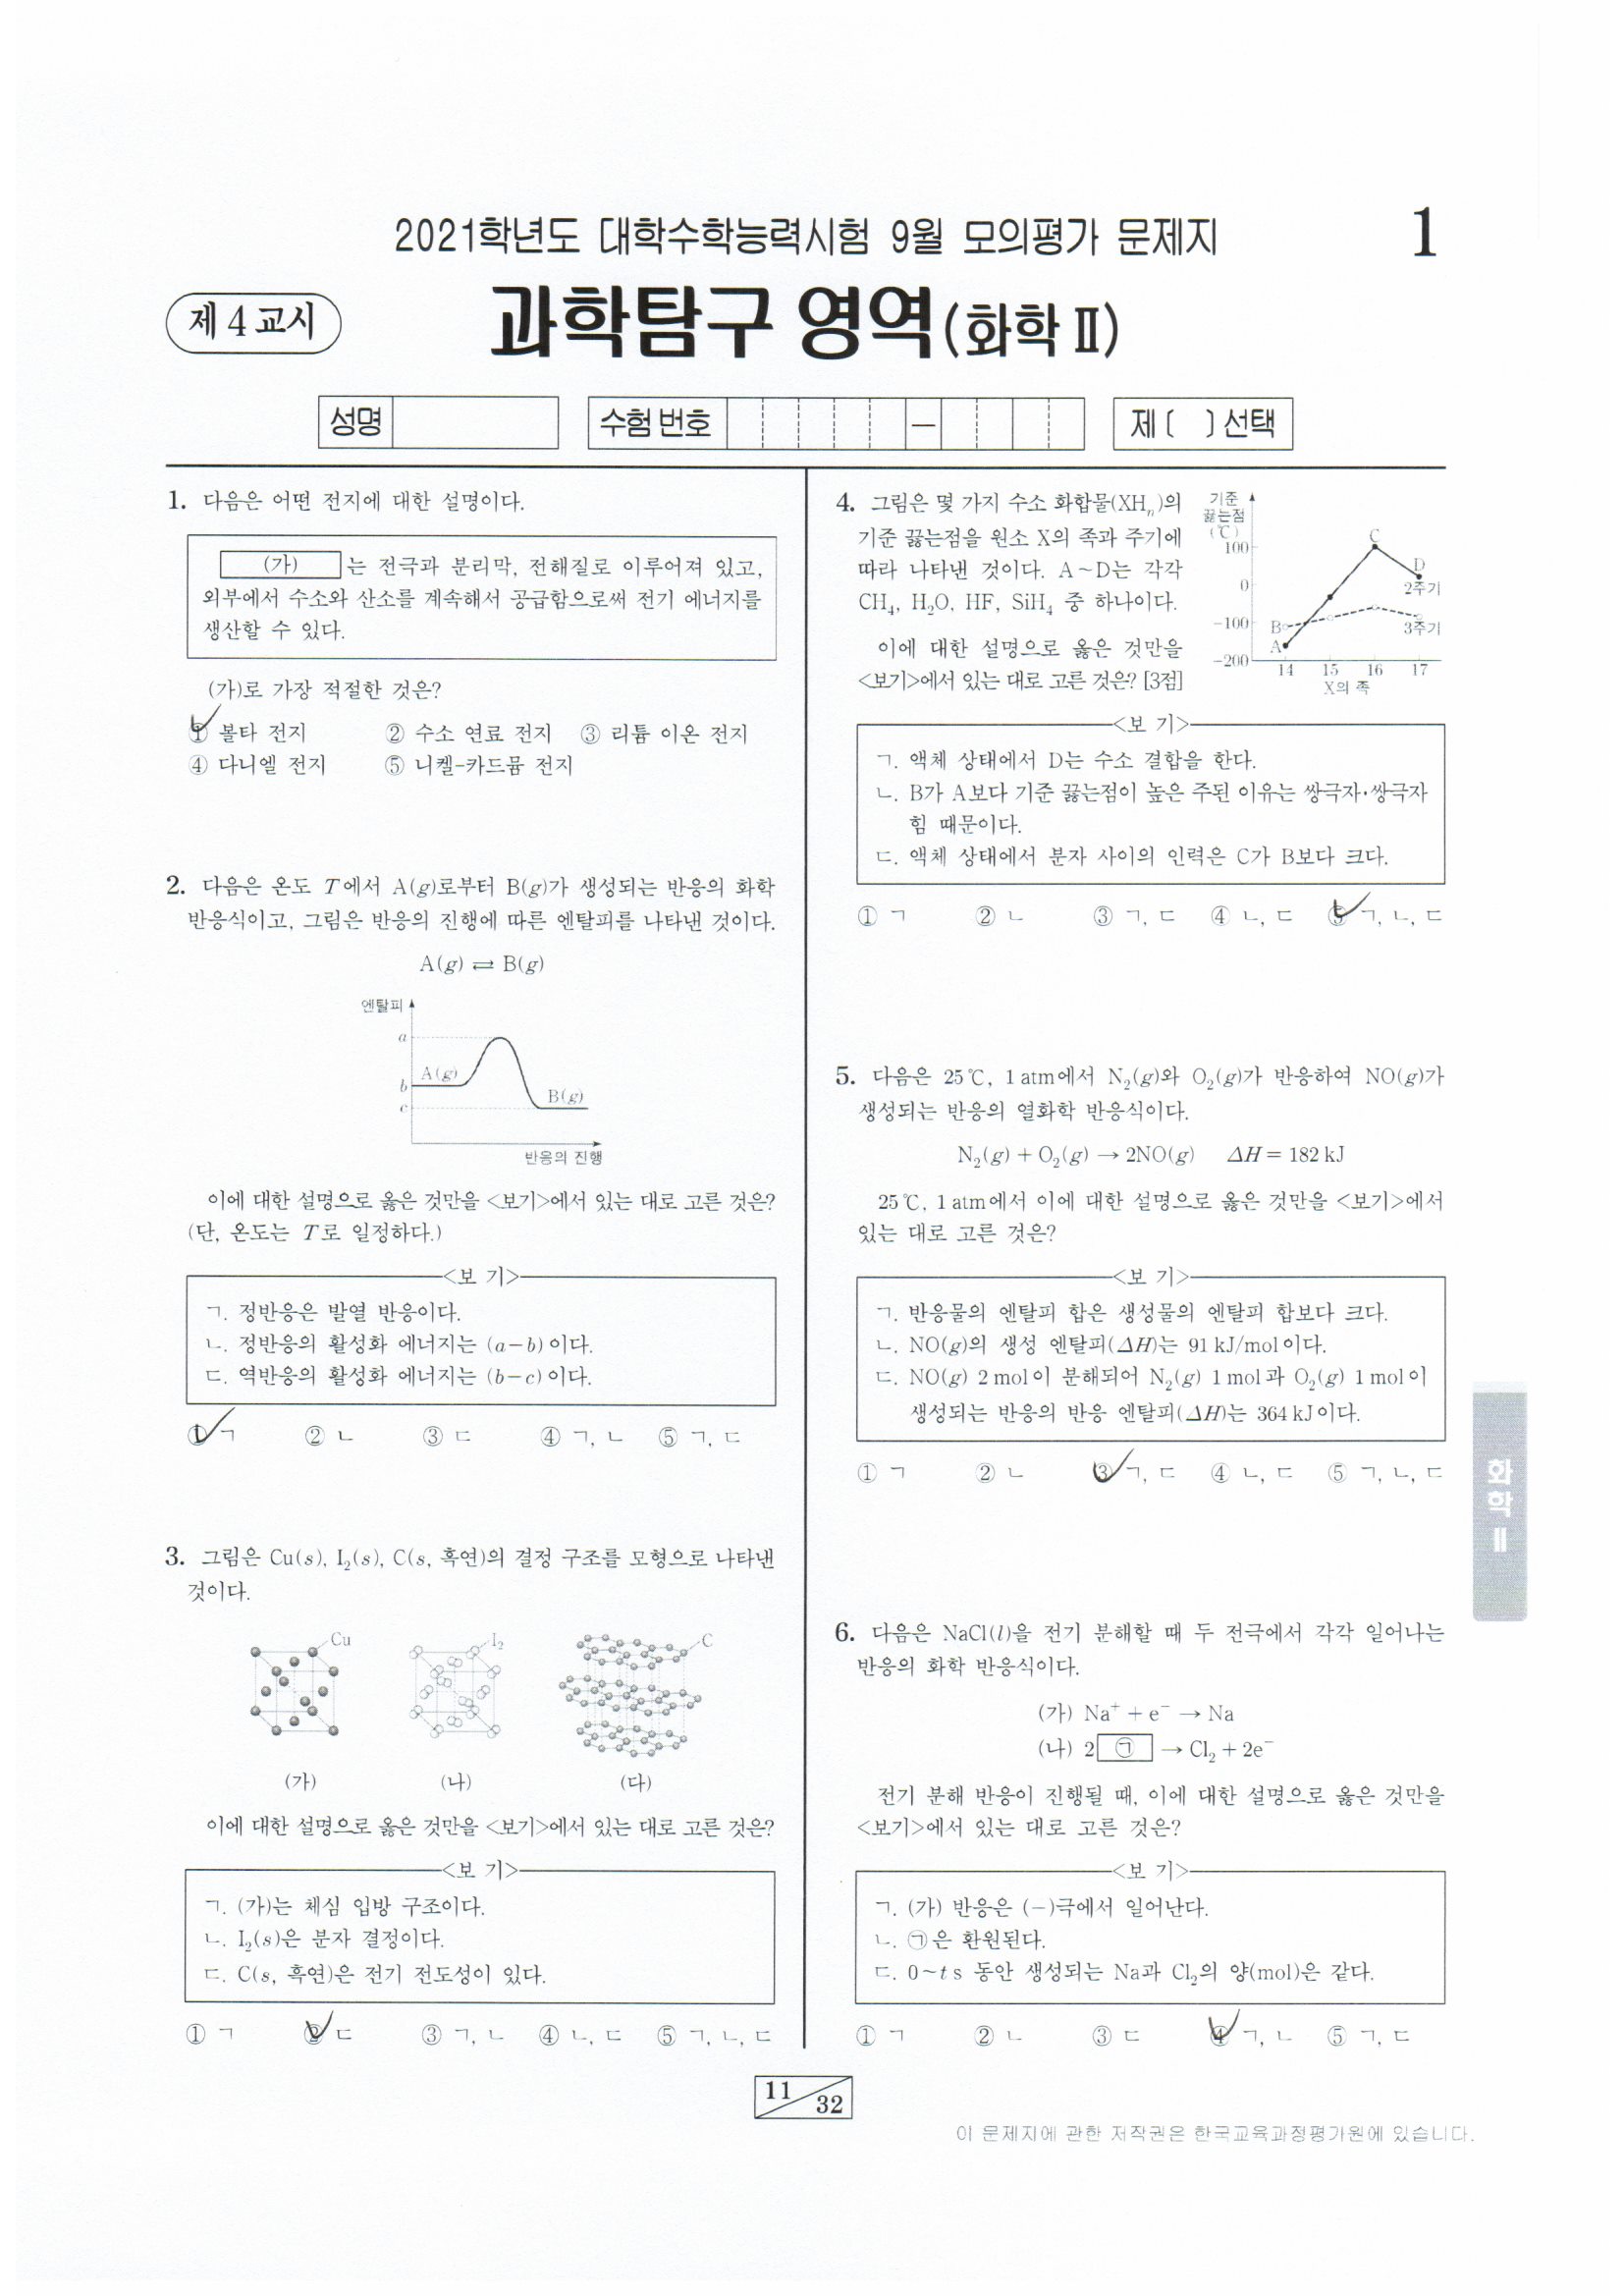 2021학년도 대학수학능력시험 9월 모의평가 문제지
1
제 4 교시
과학탐구 영역(화학 Ⅱ)
성명
수험 번호
―
제 [ ] 선택
1. 다음은 어떤 전지에 대한 설명이다.
(가) 는 전극과 분리막, 전해질로 이루어져 있고,
외부에서 수소와 산소를 계속해서 공급함으로써 전기 에너지를
생산할 수 있다.
(가)로 가장 적절한 것은?
① 볼타 전지 ② 수소 연료 전지 ③ 리튬 이온 전지
④ 다니엘 전지 ⑤ 니켈-카드뮴 전지
2. 다음은 온도 T에서 A(g)로부터 B(g)가 생성되는 반응의 화학
반응식이고, 그림은 반응의 진행에 따른 엔탈피를 나타낸 것이다.
A(g) ⇌ B(g)
엔탈피
a
A(g)
b
B(g)
c
반응의 진행
이에 대한 설명으로 옳은 것만을 <보기>에서 있는 대로 고른 것은?
(단, 온도는 T로 일정하다.)
<보 기>
ㄱ. 정반응은 발열 반응이다.
ㄴ. 정반응의 활성화 에너지는 (a-b)이다.
ㄷ. 역반응의 활성화 에너지는 (b-c)이다.
① ㄱ ② ㄴ ③ ㄷ ④ ㄱ, ㄴ ⑤ ㄱ, ㄷ
3. 그림은 Cu(s), I₂(s), C(s, 흑연)의 결정 구조를 모형으로 나타낸
것이다.
Cu I₂ C
(가) (나) (다)
이에 대한 설명으로 옳은 것만을 <보기>에서 있는 대로 고른 것은?
<보 기>
ㄱ. (가)는 체심 입방 구조이다.
ㄴ. I₂(s)은 분자 결정이다.
ㄷ. C(s, 흑연)은 전기 전도성이 있다.
① ㄱ ② ㄷ ③ ㄱ, ㄴ ④ ㄴ, ㄷ ⑤ ㄱ, ㄴ, ㄷ
4. 그림은 몇 가지 수소 화합물(XHₙ)의
기준 끓는점을 원소 X의 족과 주기에
따라 나타낸 것이다. A~D는 각각
CH₄, H₂O, HF, SiH₄ 중 하나이다.
이에 대한 설명으로 옳은 것만을
<보기>에서 있는 대로 고른 것은? [3점]
기준
끓는점
(℃)
100
0
-100
-200
C
D
2주기
B
3주기
A
14 15 16 17
X의 족
<보 기>
ㄱ. 액체 상태에서 D는 수소 결합을 한다.
ㄴ. B가 A보다 기준 끓는점이 높은 주된 이유는 쌍극자·쌍극자
힘 때문이다.
ㄷ. 액체 상태에서 분자 사이의 인력은 C가 B보다 크다.
① ㄱ ② ㄴ ③ ㄱ, ㄷ ④ ㄴ, ㄷ ⑤ ㄱ, ㄴ, ㄷ
5. 다음은 25℃, 1 atm에서 N₂(g)와 O₂(g)가 반응하여 NO(g)가
생성되는 반응의 열화학 반응식이다.
N₂(g) + O₂(g) → 2NO(g) ΔH = 182 kJ
25℃, 1 atm에서 이에 대한 설명으로 옳은 것만을 <보기>에서
있는 대로 고른 것은?
<보 기>
ㄱ. 반응물의 엔탈피 합은 생성물의 엔탈피 합보다 크다.
ㄴ. NO(g)의 생성 엔탈피(ΔH)는 91 kJ/mol이다.
ㄷ. NO(g) 2 mol이 분해되어 N₂(g) 1 mol과 O₂(g) 1 mol이
생성되는 반응의 반응 엔탈피(ΔH)는 364 kJ이다.
① ㄱ ② ㄴ ③ ㄱ, ㄷ ④ ㄴ, ㄷ ⑤ ㄱ, ㄴ, ㄷ
6. 다음은 NaCl(l)을 전기 분해할 때 두 전극에서 각각 일어나는
반응의 화학 반응식이다.
(가) Na⁺ + e⁻ → Na
(나) 2 ㉠ → Cl₂ + 2e⁻
전기 분해 반응이 진행될 때, 이에 대한 설명으로 옳은 것만을
<보기>에서 있는 대로 고른 것은?
<보 기>
ㄱ. (가) 반응은 (-)극에서 일어난다.
ㄴ. ㉠은 환원된다.
ㄷ. 0~t s 동안 생성되는 Na과 Cl₂의 양(mol)은 같다.
① ㄱ ② ㄴ ③ ㄷ ④ ㄱ, ㄴ ⑤ ㄱ, ㄷ
화학Ⅱ
11
32
이 문제지에 관한 저작권은 한국교육과정평가원에 있습니다.